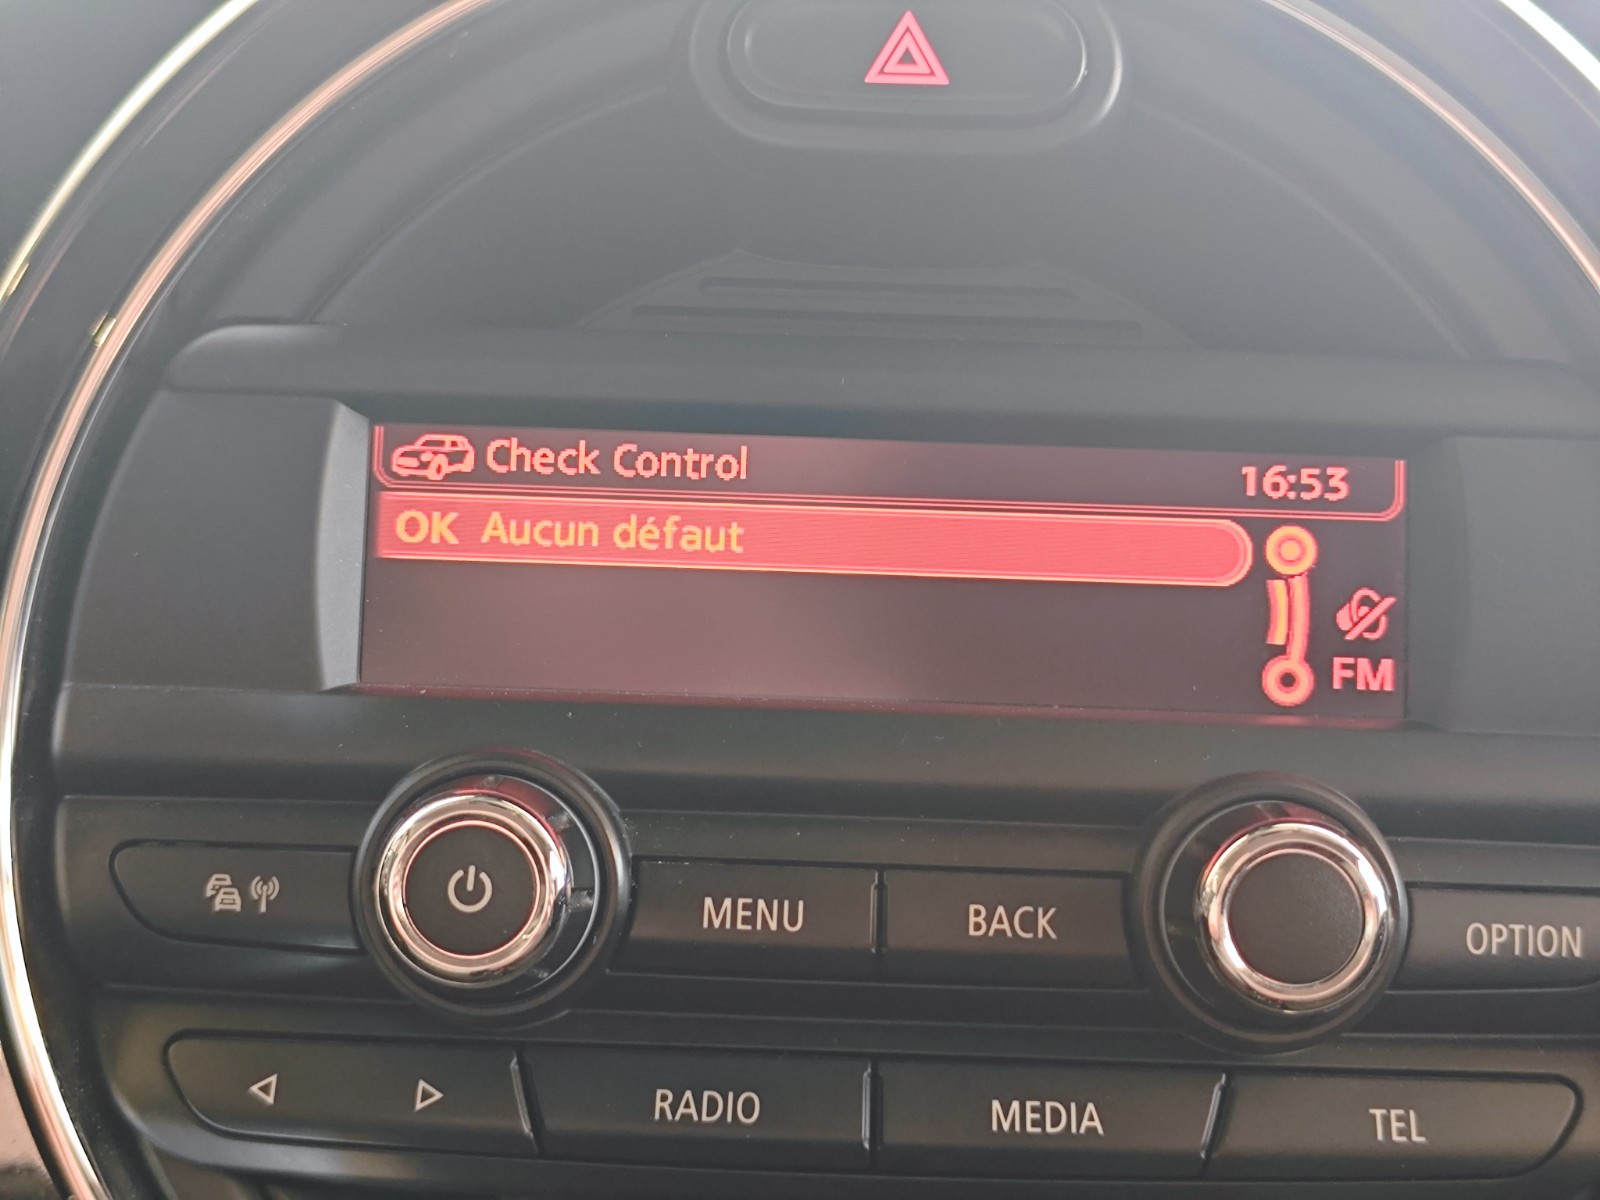 Check Control 16:53
OK Aucun défaut
FM
MENU BACK OPTION
RADIO MEDIA TEL